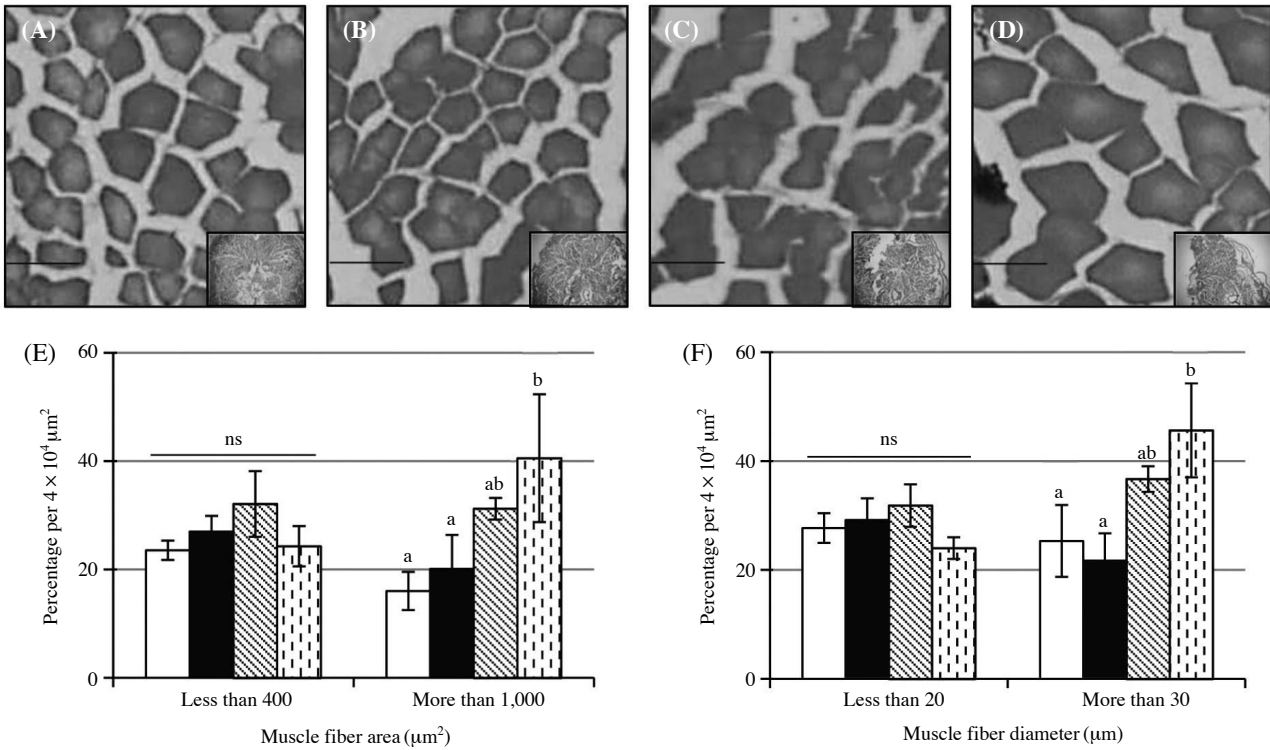 (A)
(B)
(C)
(D)
(E)
60
40
20
0
Percentage per 4 × 10⁴ μm²
ns
a
a
ab
b
Less than 400
More than 1,000
Muscle fiber area (μm²)
(F)
60
40
20
0
Percentage per 4 × 10⁴ μm²
ns
a
a
ab
b
Less than 20
More than 30
Muscle fiber diameter (μm)